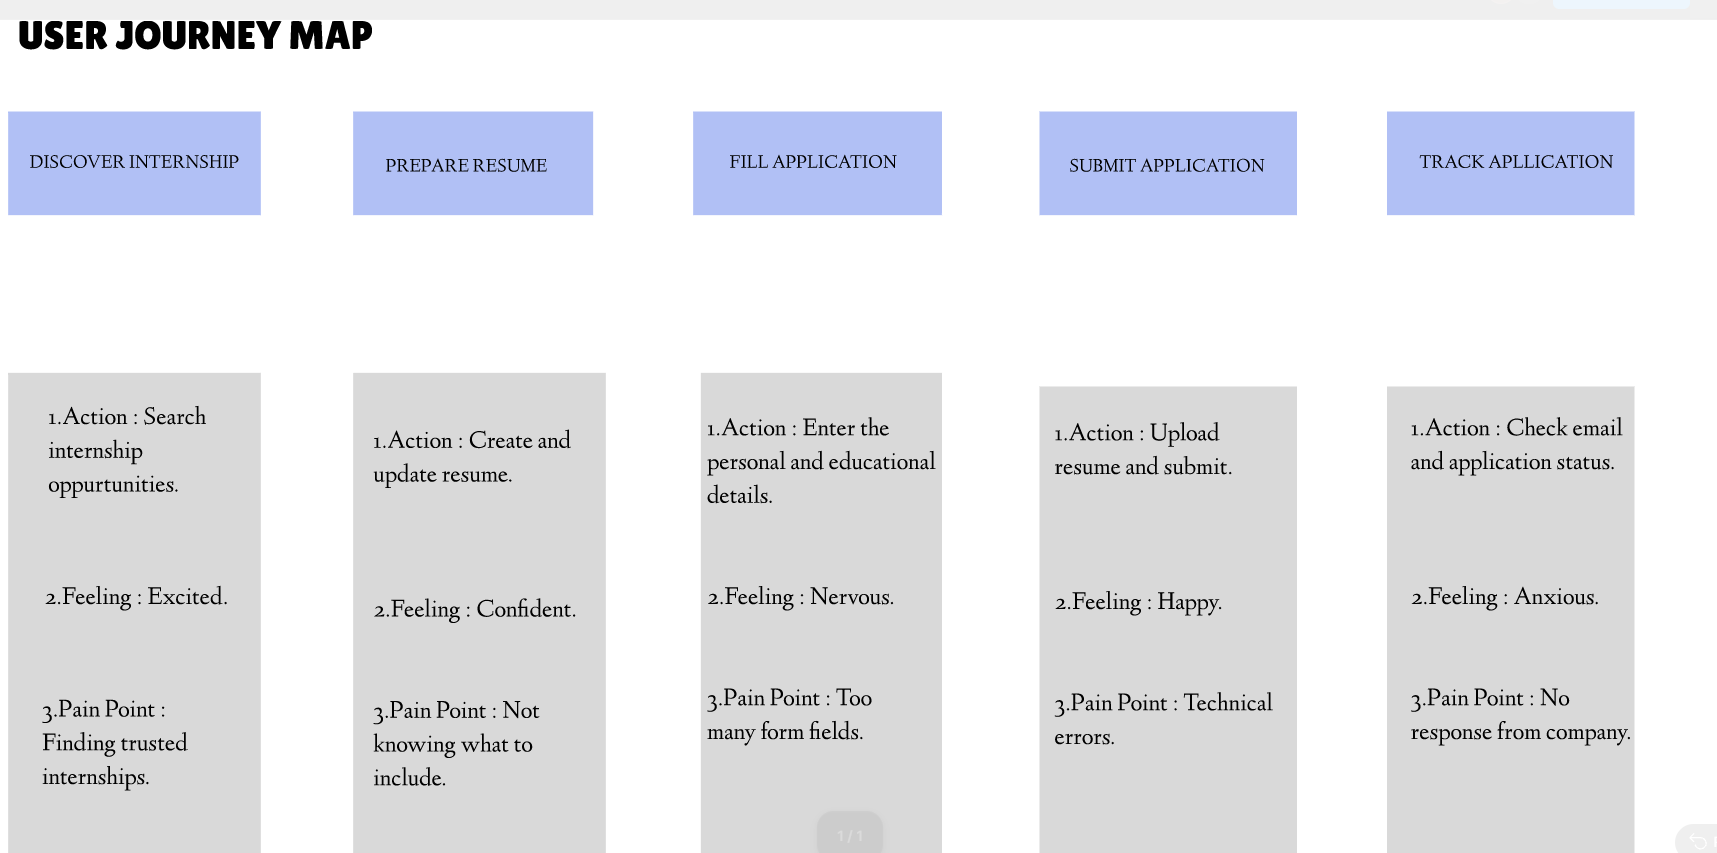 USER JOURNEY MAP
DISCOVER INTERNSHIP
PREPARE RESUME
FILL APPLICATION
SUBMIT APPLICATION
TRACK APLLICATION
1.Action : Search
internship
oppurtunities.
2.Feeling : Excited.
3.Pain Point :
Finding trusted
internships.
1.Action : Create and
update resume.
2.Feeling : Confident.
3.Pain Point : Not
knowing what to
include.
1.Action : Enter the
personal and educational
details.
2.Feeling : Nervous.
3.Pain Point : Too
many form fields.
1.Action : Upload
resume and submit.
2.Feeling : Happy.
3.Pain Point : Technical
errors.
1.Action : Check email
and application status.
2.Feeling : Anxious.
3.Pain Point : No
response from company.
1 / 1